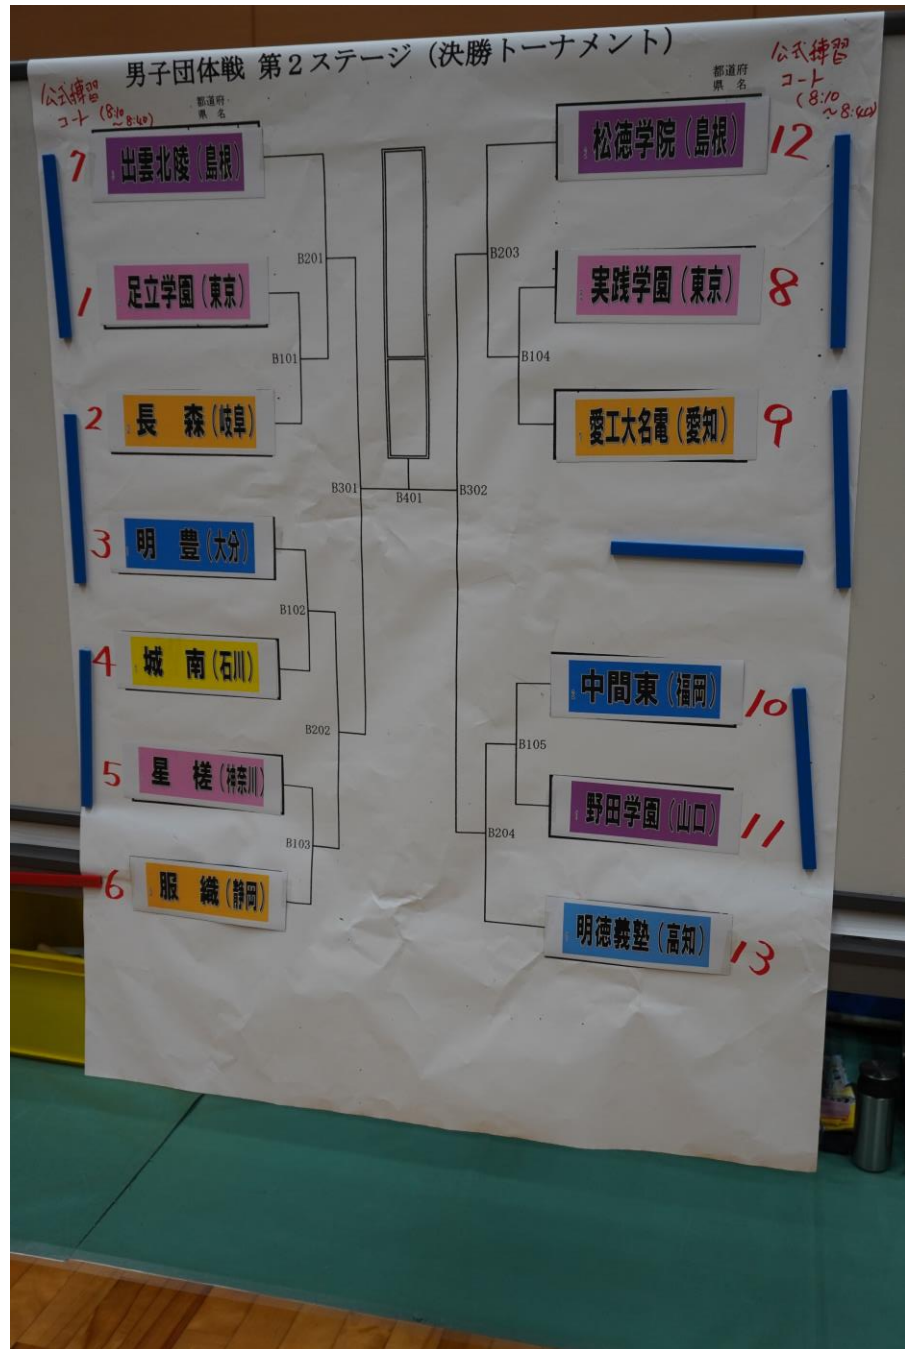 男子団体戦 第２ステージ（決勝トーナメント）
公式練習
コート (8:10
～8:40)
都道府
県 名
7
出雲北陵（島根）
1
足立学園（東京）
2
長 森（岐阜）
3
明 豊（大分）
4
城 南（石川）
5
星 槎（神奈川）
6
服 織（静岡）
B201
B101
B301
B102
B202
B103
B401
公式練習
コート
(8:10
～8:40)
都道府
県 名
松徳学院（島根）
12
実践学園（東京）
8
愛工大名電（愛知）
9
中間東（福岡）
10
野田学園（山口）
11
明徳義塾（高知）
13
B203
B104
B302
B105
B204